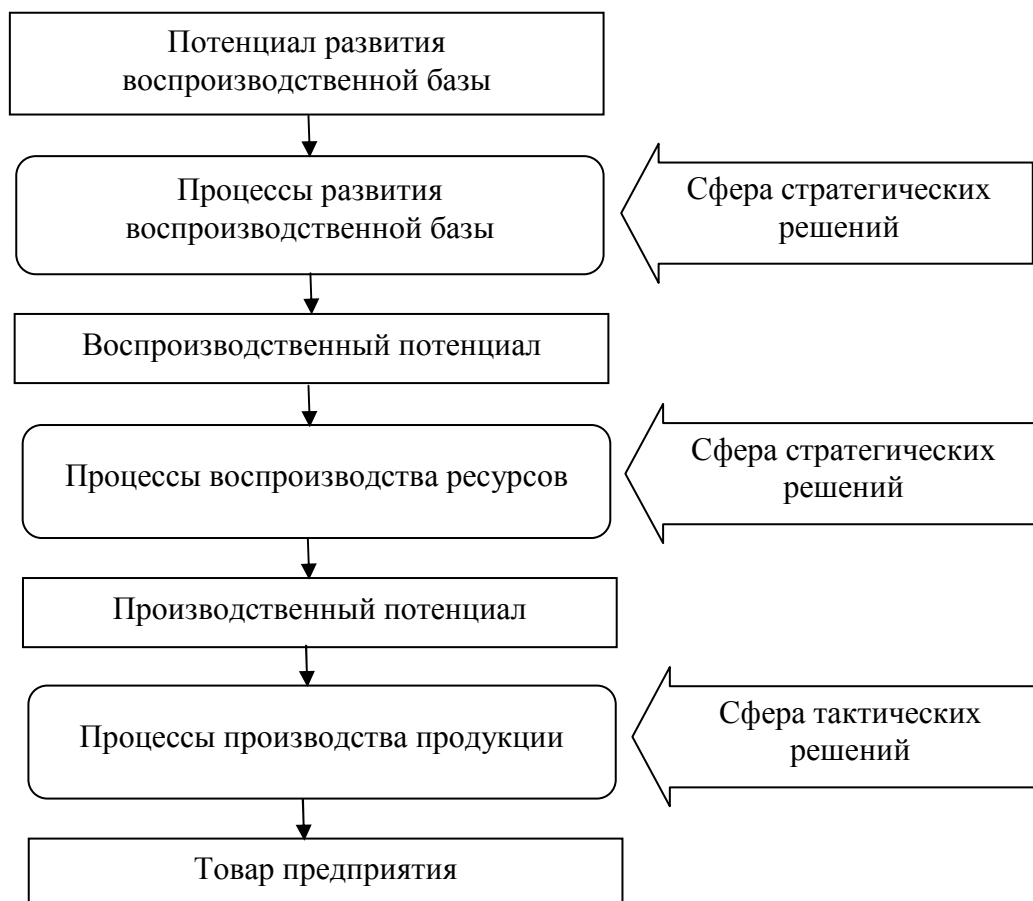 Потенциал развития
воспроизводственной базы
Процессы развития
воспроизводственной базы
Сфера стратегических
решений
Воспроизводственный потенциал
Процессы воспроизводства ресурсов
Сфера стратегических
решений
Производственный потенциал
Процессы производства продукции
Сфера тактических
решений
Товар предприятия